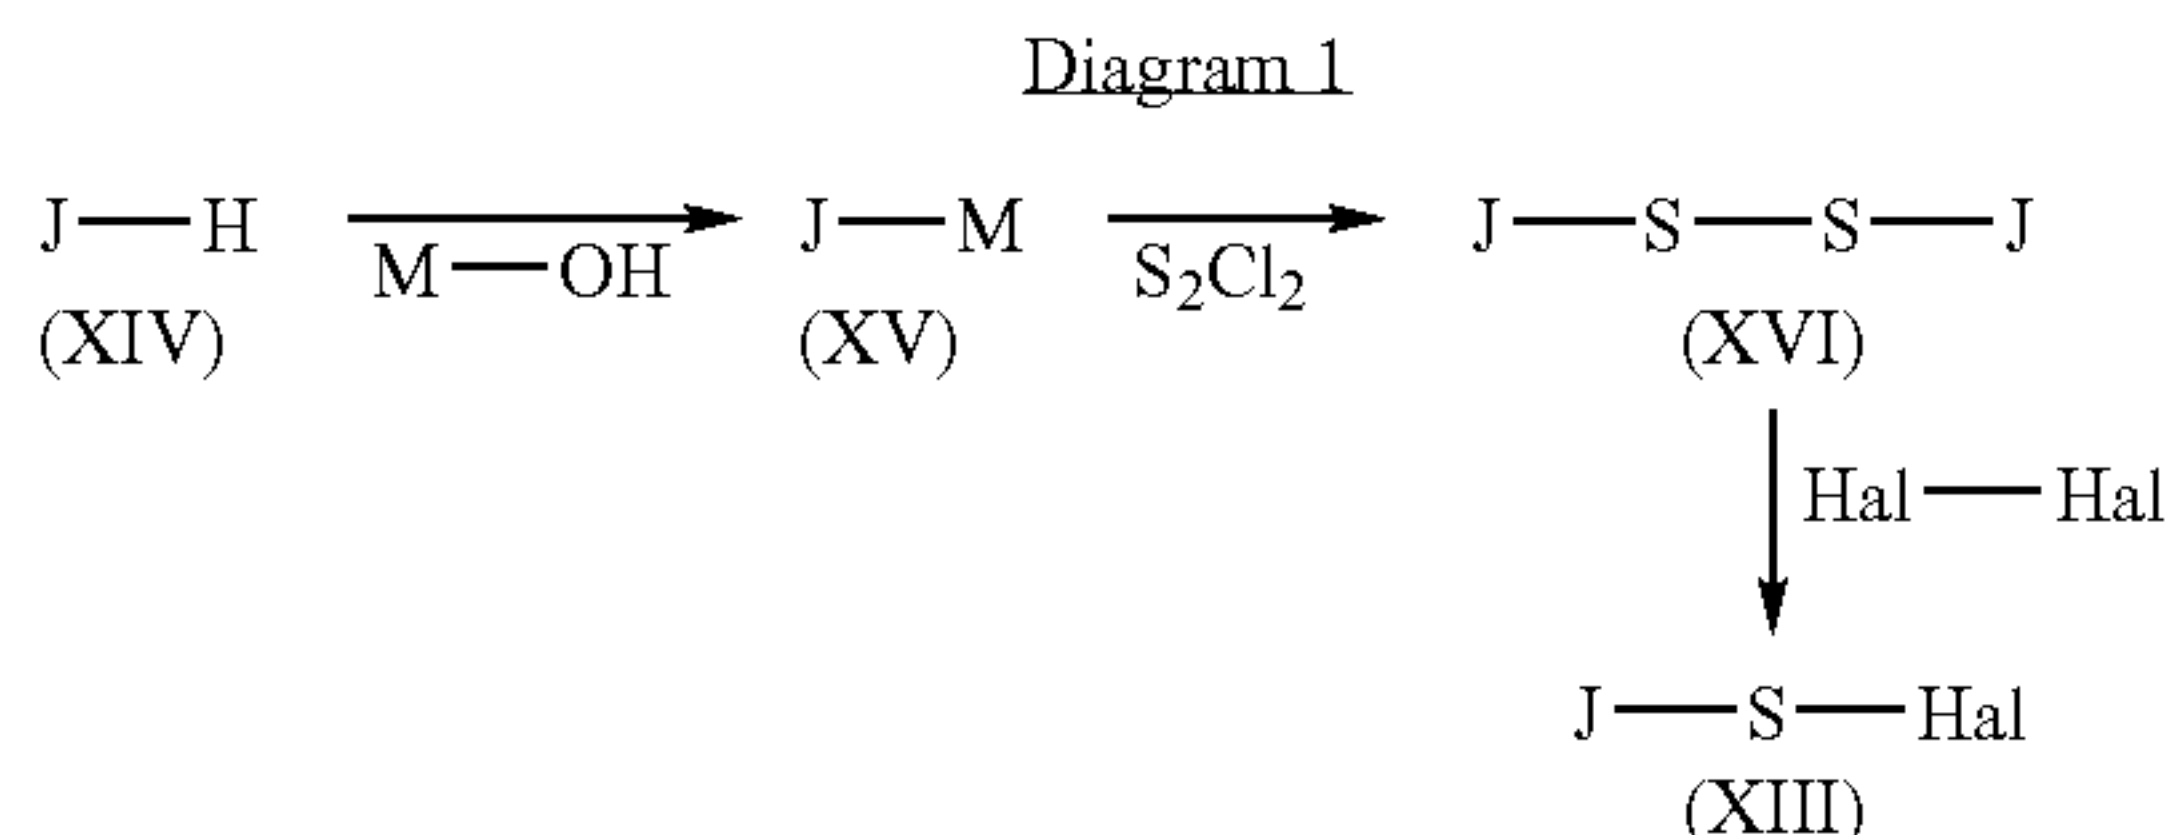 Diagram 1
J—H M—OH J—M S₂Cl₂ J—S—S—J
(XIV) (XV) (XVI)
Hal—Hal
J—S—Hal
(XIII)